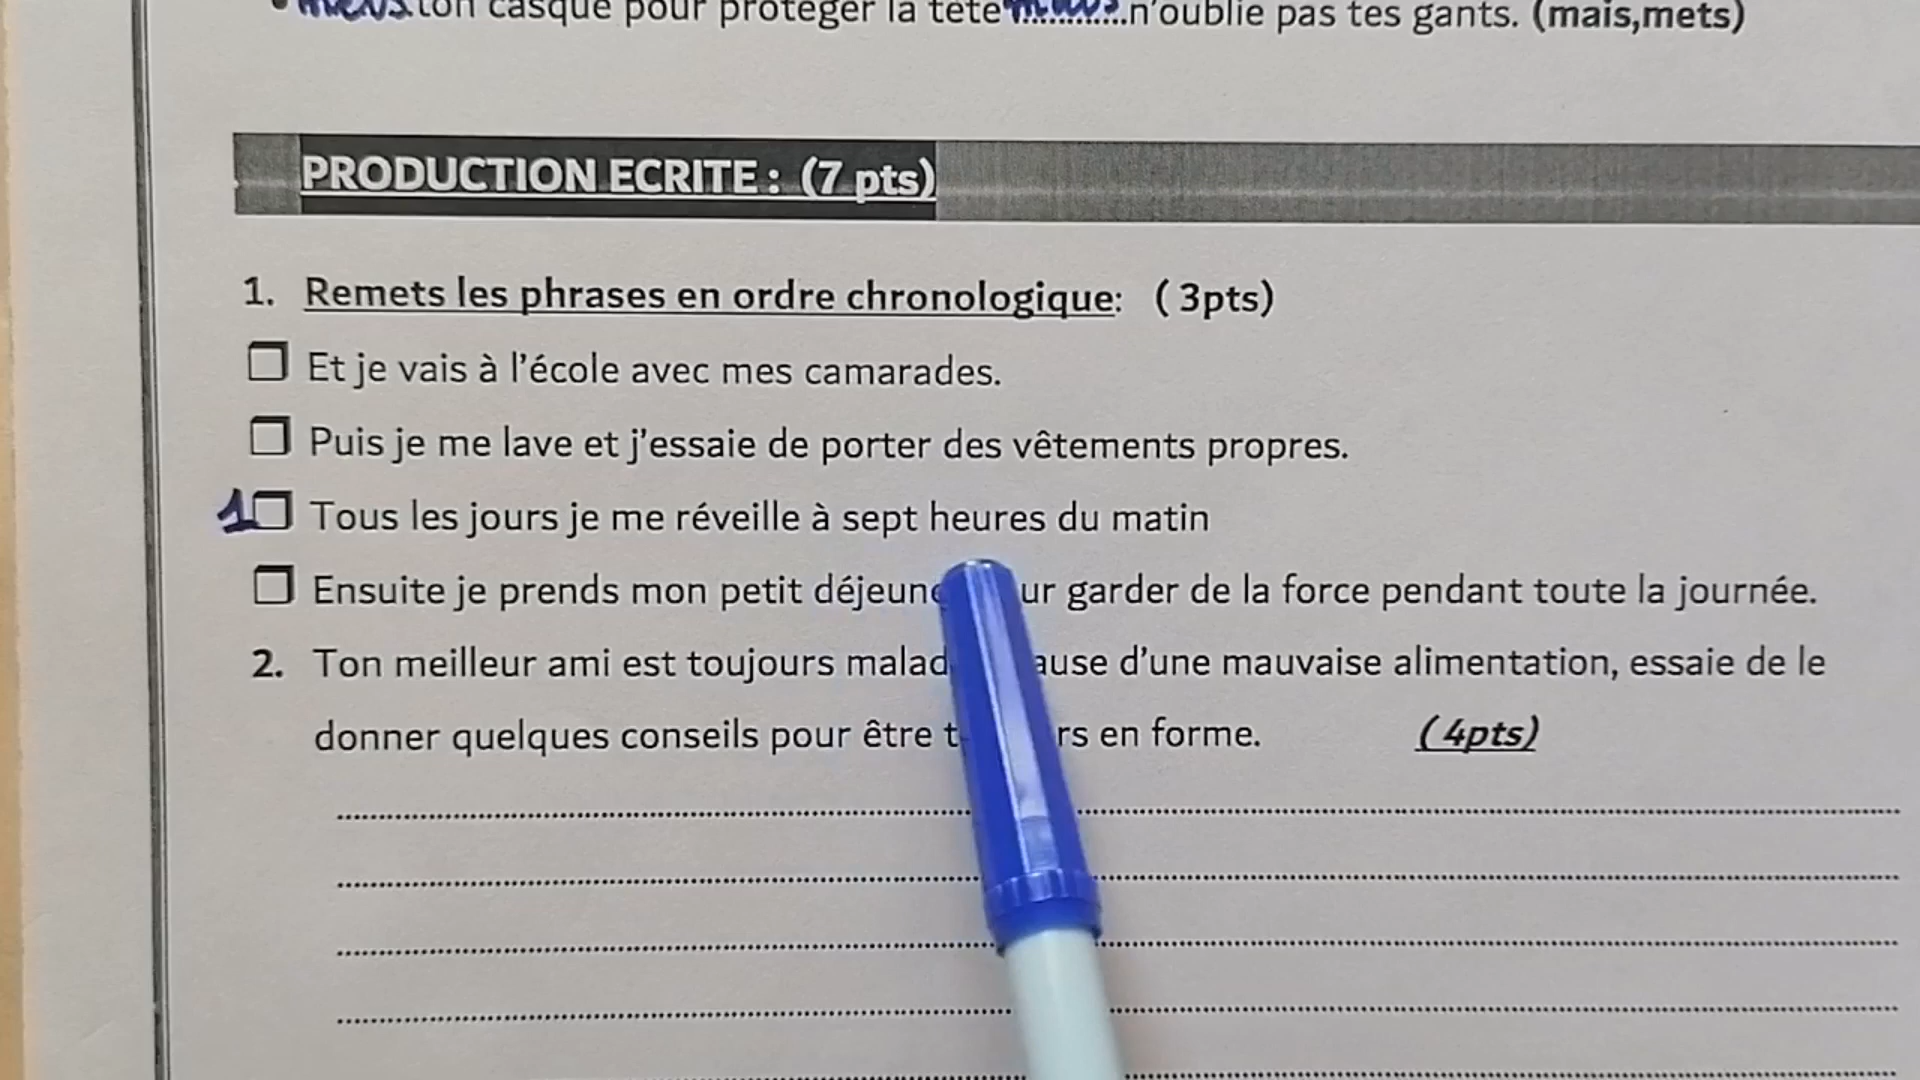 ton casque pour protéger la tête ............n'oublie pas tes gants. (mais,mets)
PRODUCTION ECRITE : (7 pts)
1. Remets les phrases en ordre chronologique: ( 3pts)
Et je vais à l'école avec mes camarades.
Puis je me lave et j'essaie de porter des vêtements propres.
1 Tous les jours je me réveille à sept heures du matin
Ensuite je prends mon petit garder de la force pendant toute la journée.
2. Ton meilleur ami est toujours d'une mauvaise alimentation, essaie de le
donner quelques conseils pour être en forme. ( 4pts)